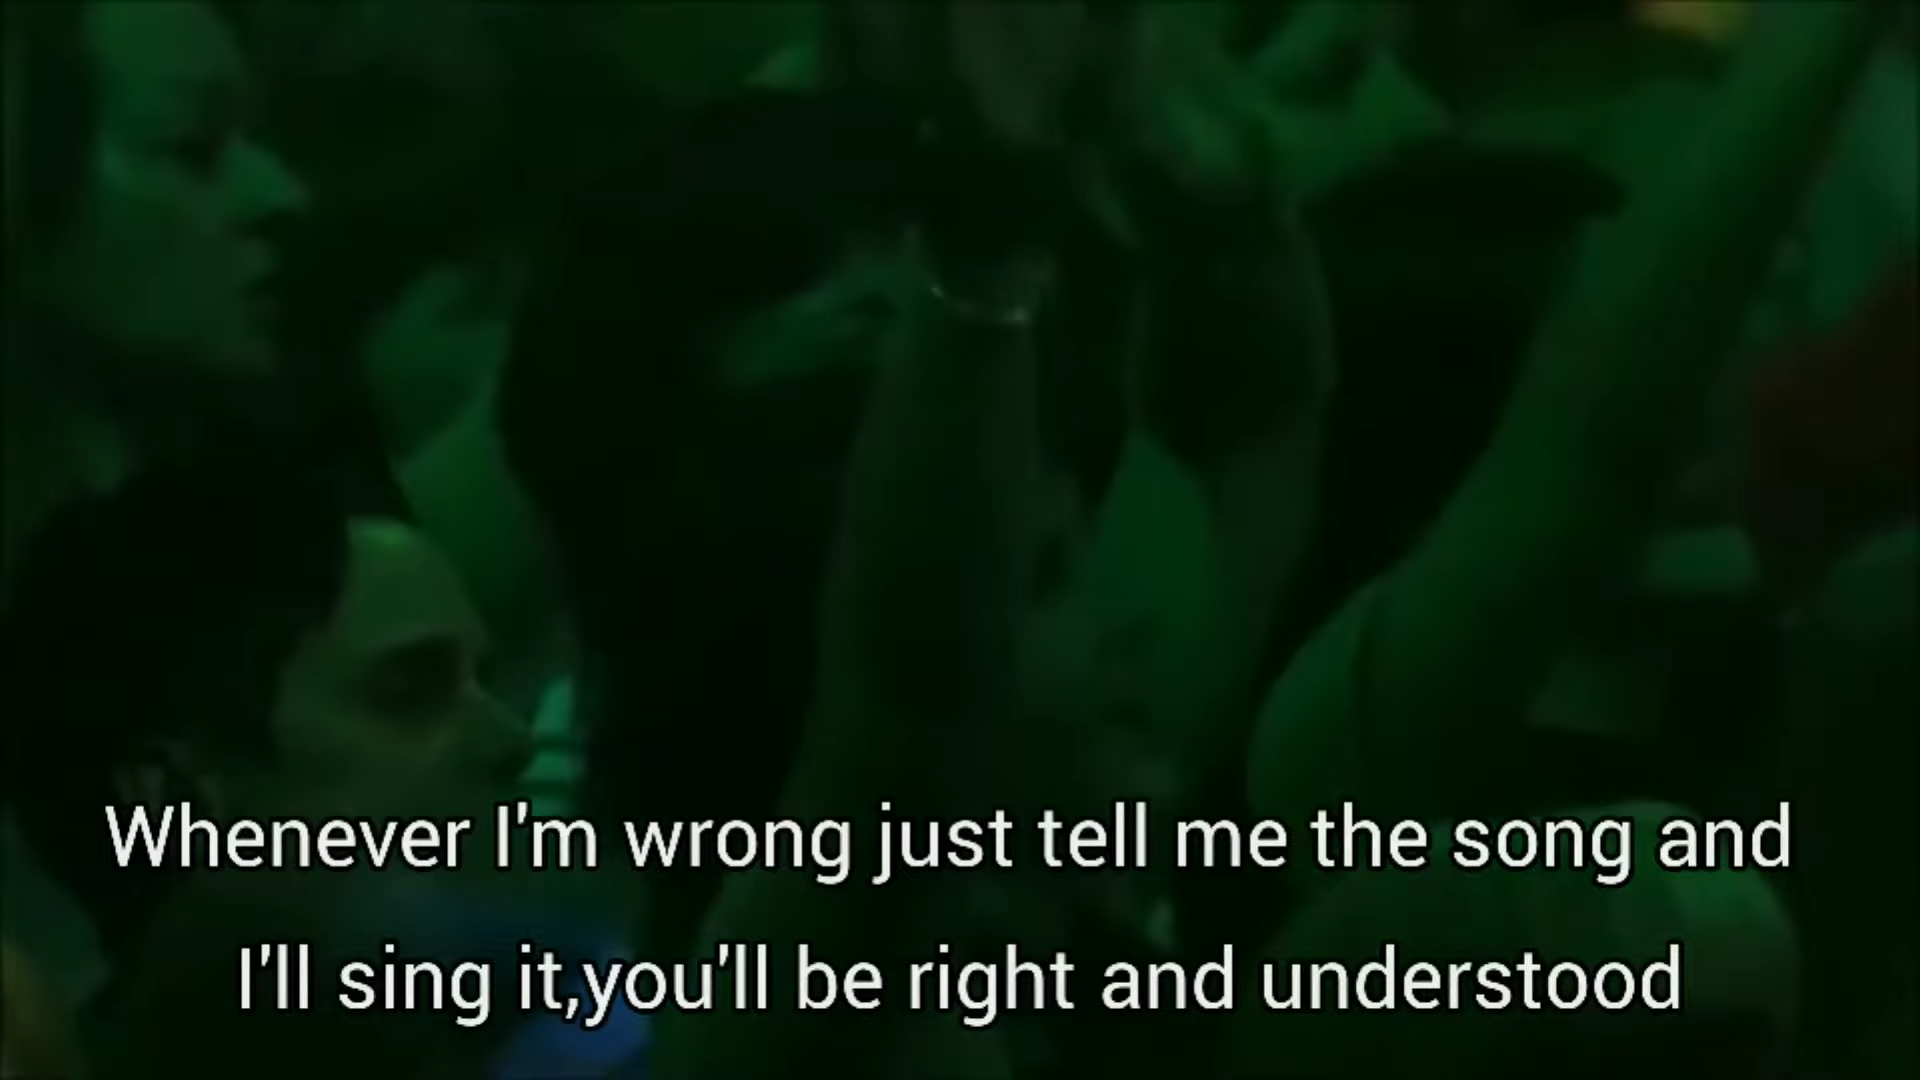 Whenever I'm wrong just tell me the song and
I'll sing it,you'll be right and understood